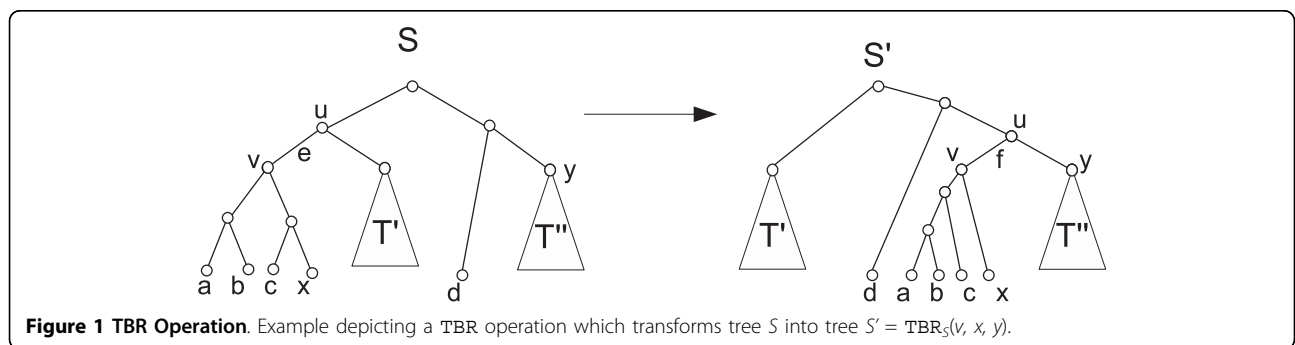 S
S'
u
u
e
v
v
f
y
y
T'
T"
T'
T"
a b c x
d
d a b c x
Figure 1 TBR Operation. Example depicting a TBR operation which transforms tree S into tree S' = TBRS(v, x, y).